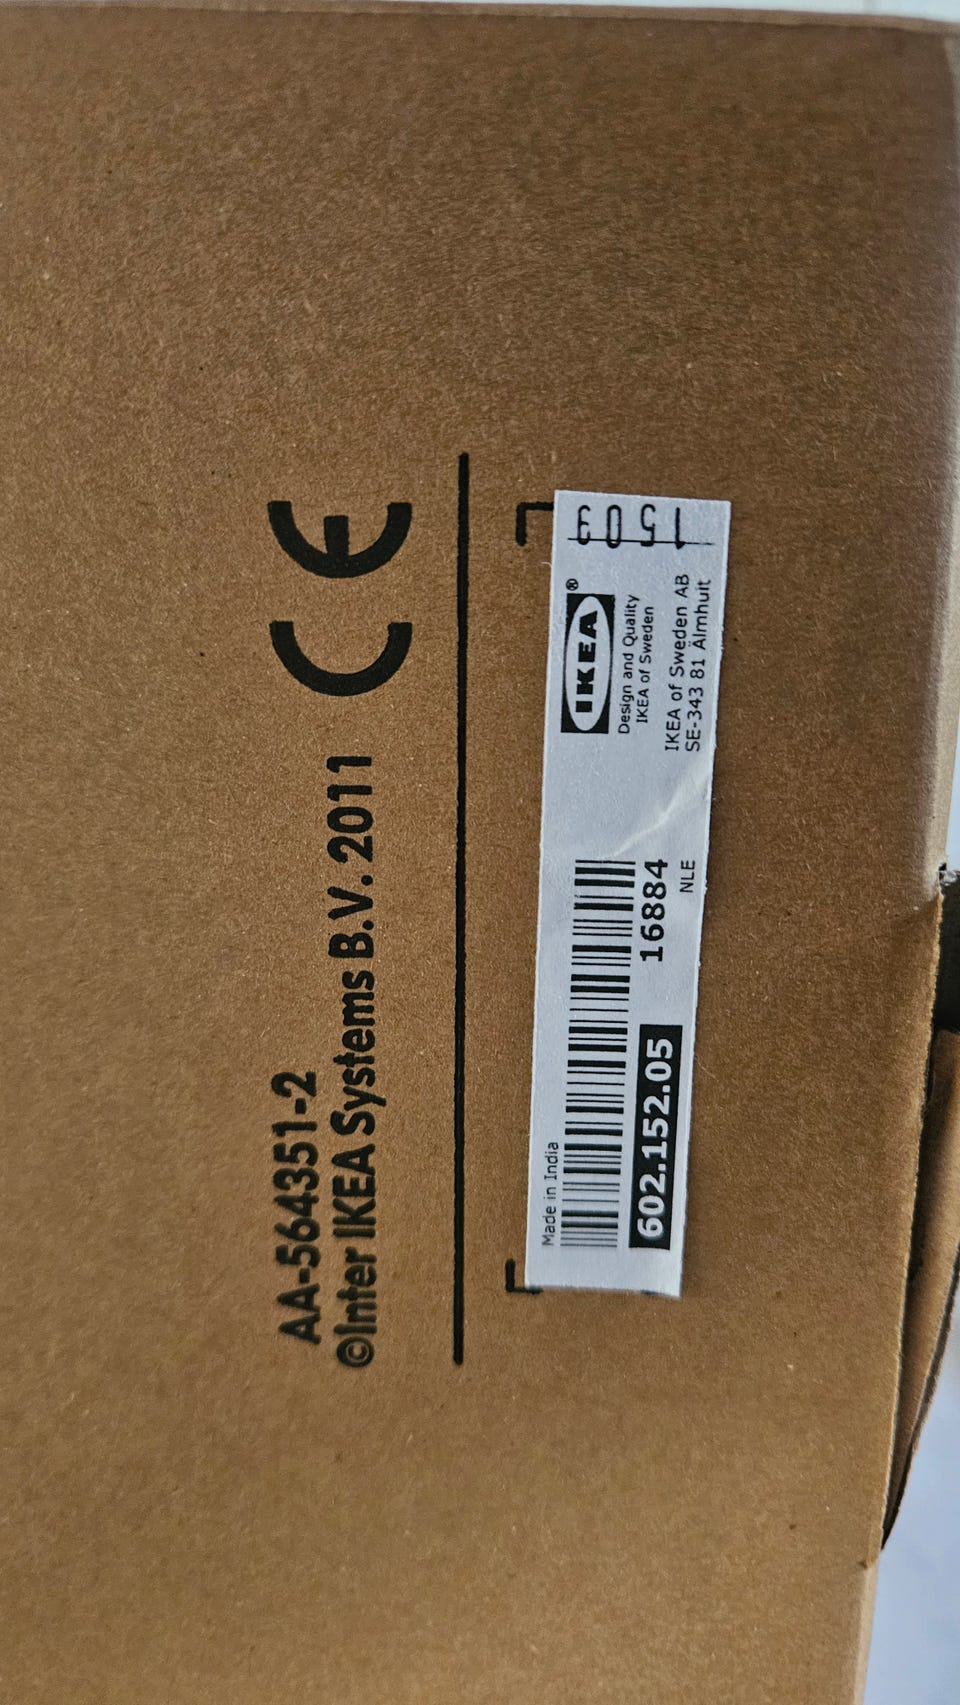 AA-564351-2
©Inter IKEA Systems B.V. 2011 CE
Made in India
602.152.05
16884
NLE
IKEA®
Design and Quality
IKEA of Sweden
IKEA of Sweden AB
SE-343 81 Älmhult
1503